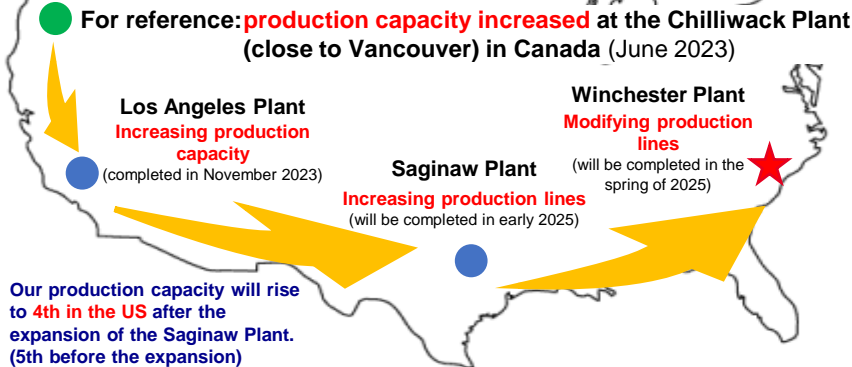 For reference: production capacity increased at the Chilliwack Plant
(close to Vancouver) in Canada (June 2023)
Los Angeles Plant
Increasing production
capacity
(completed in November 2023)
Saginaw Plant
Increasing production lines
(will be completed in early 2025)
Winchester Plant
Modifying production
lines
(will be completed in the
spring of 2025)
Our production capacity will rise
to 4th in the US after the
expansion of the Saginaw Plant.
(5th before the expansion)